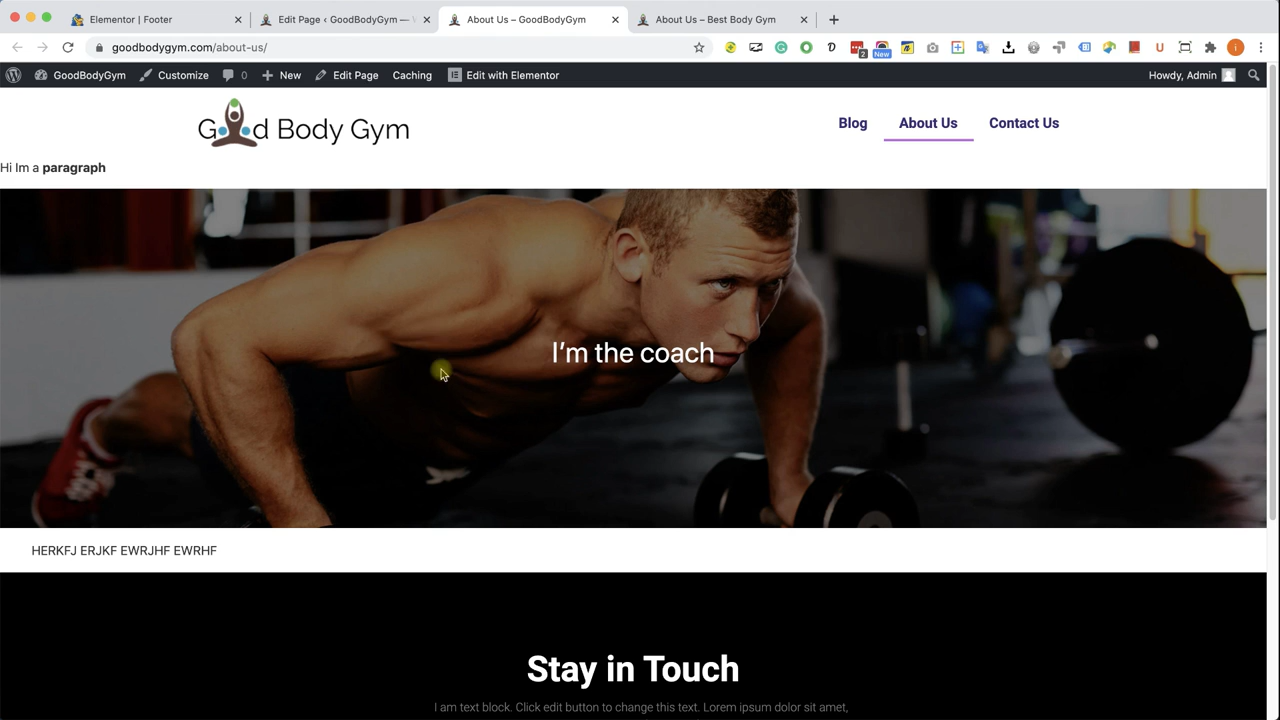 Elementor | Footer
Edit Page ‹ GoodBodyGym —
About Us – GoodBodyGym
About Us – Best Body Gym
goodbodygym.com/about-us/
2
New
GoodBodyGym
Customize
0
New
Edit Page
Caching
Edit with Elementor
Howdy, Admin
Good Body Gym
Blog
About Us
Contact Us
Hi Im a paragraph
I'm the coach
HERKFJ ERJKF EWRJHF EWRHF
Stay in Touch
I am text block. Click edit button to change this text. Lorem ipsum dolor sit amet,